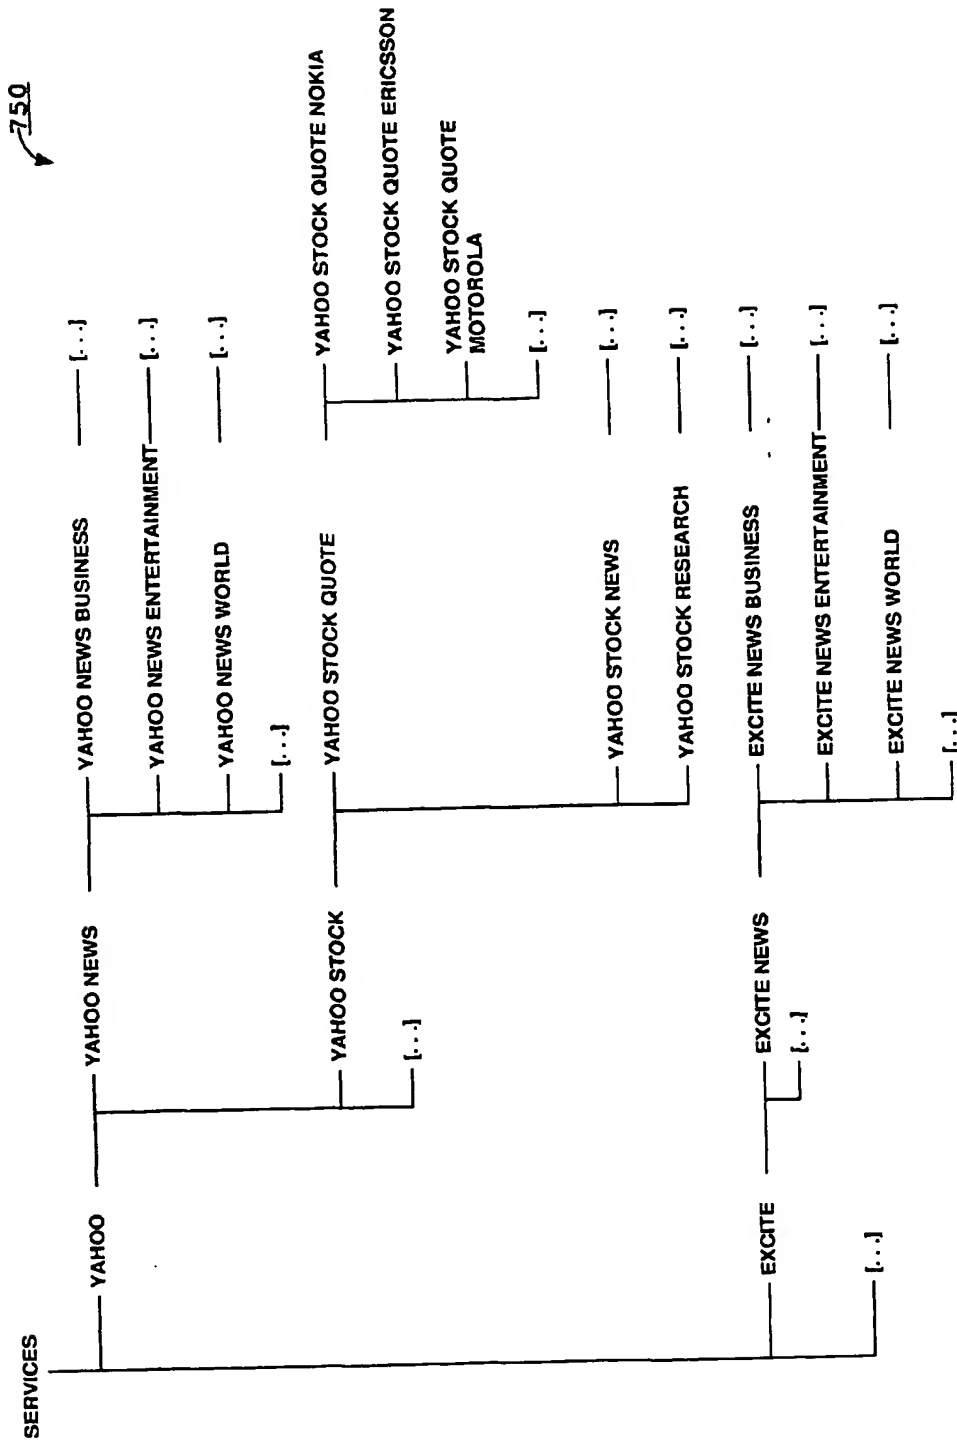 750
SERVICES
YAHOO
YAHOO NEWS
YAHOO NEWS BUSINESS
[...]
YAHOO NEWS ENTERTAINMENT
[...]
YAHOO NEWS WORLD
[...]
[...]
YAHOO STOCK
YAHOO STOCK QUOTE
YAHOO STOCK QUOTE NOKIA
YAHOO STOCK QUOTE ERICSSON
YAHOO STOCK QUOTE
MOTOROLA
[...]
YAHOO STOCK NEWS
[...]
YAHOO STOCK RESEARCH
[...]
[...]
EXCITE
EXCITE NEWS
EXCITE NEWS BUSINESS
[...]
EXCITE NEWS ENTERTAINMENT
[...]
EXCITE NEWS WORLD
[...]
[...]
[...]
[...]